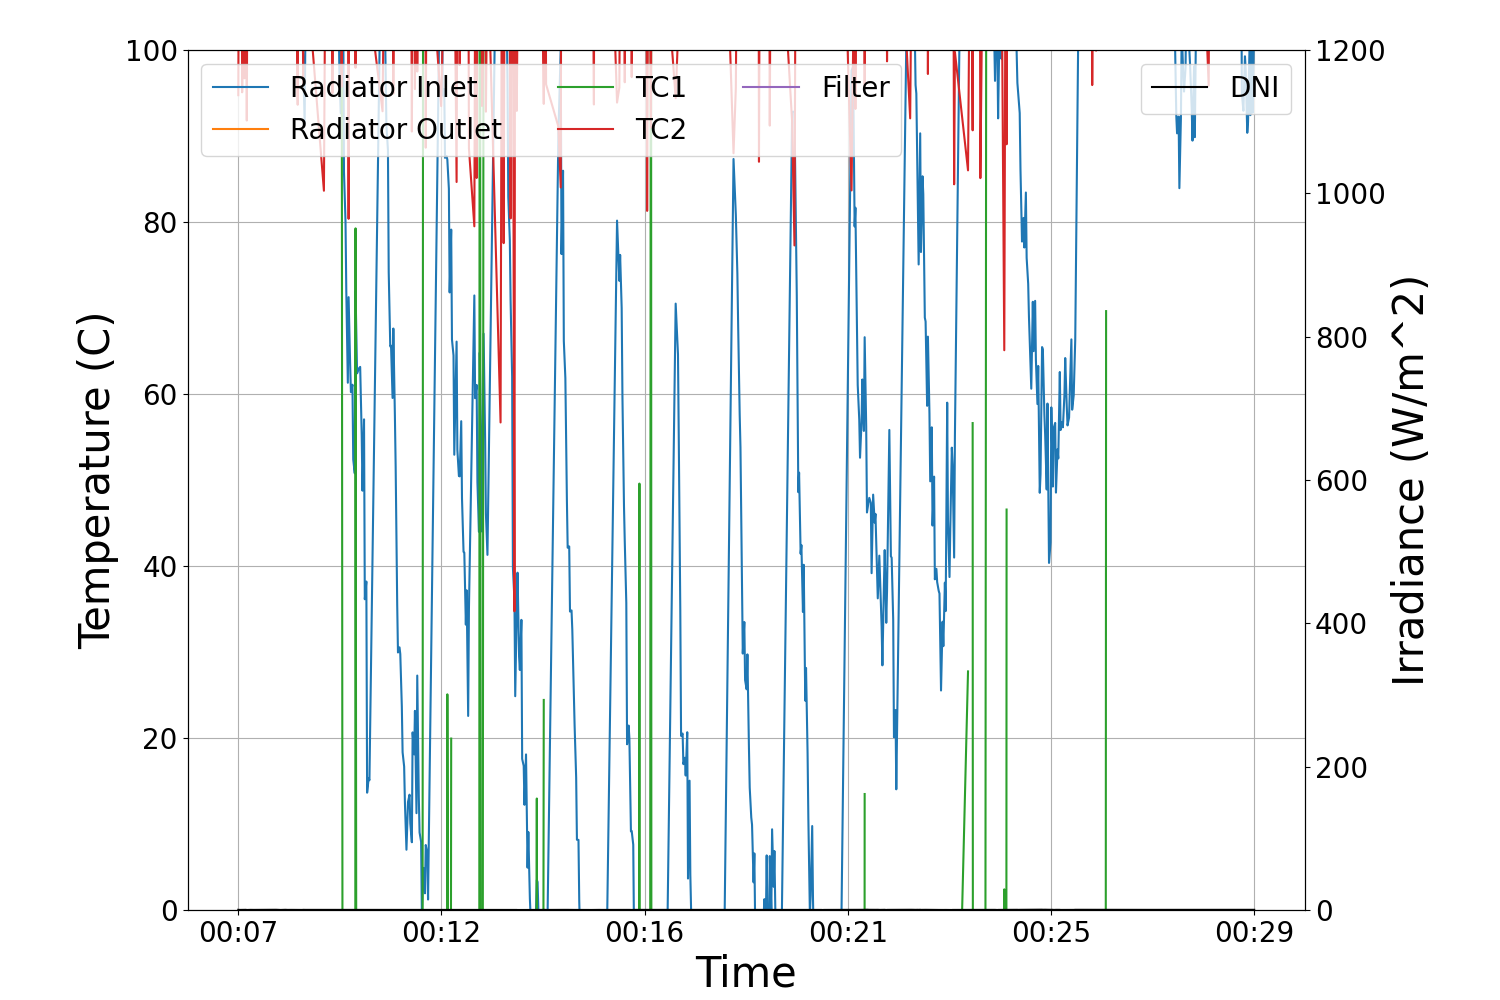 100
80
60
40
20
0
Temperature (C)
Radiator Inlet
Radiator Outlet
TC1
TC2
Filter
DNI
1200
1000
800
600
400
200
0
Irradiance (W/m^2)
00:07 00:12 00:16 00:21 00:25 00:29
Time